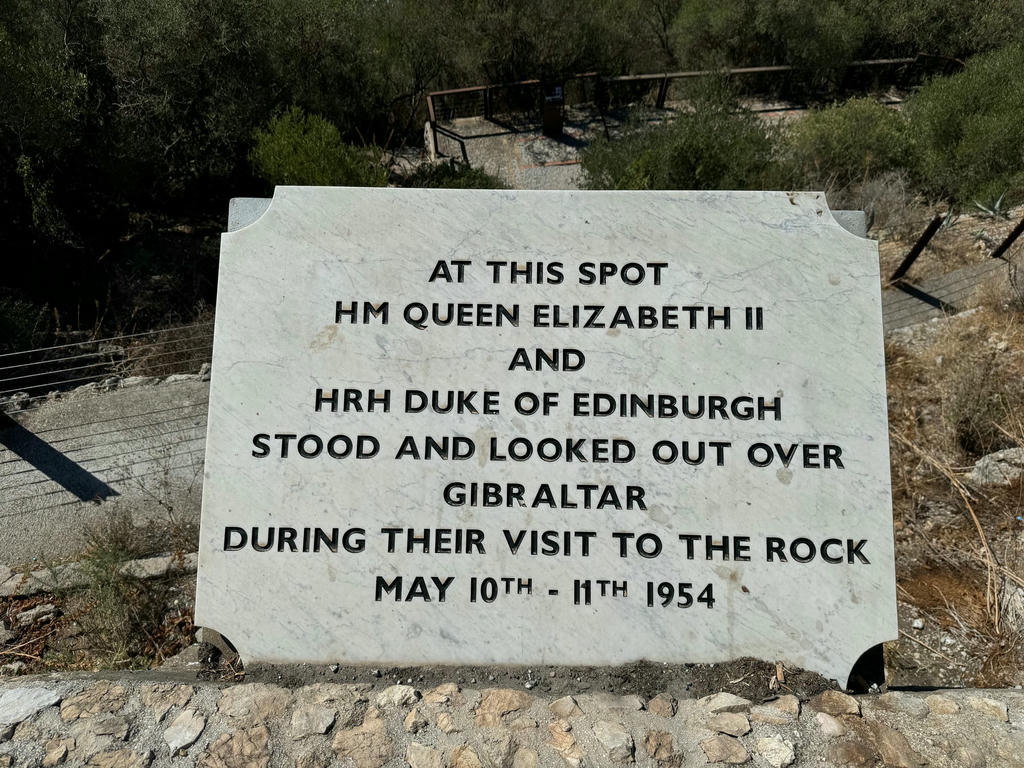 AT THIS SPOT
HM QUEEN ELIZABETH II
AND
HRH DUKE OF EDINBURGH
STOOD AND LOOKED OUT OVER
GIBRALTAR
DURING THEIR VISIT TO THE ROCK
MAY 10TH - 11TH 1954